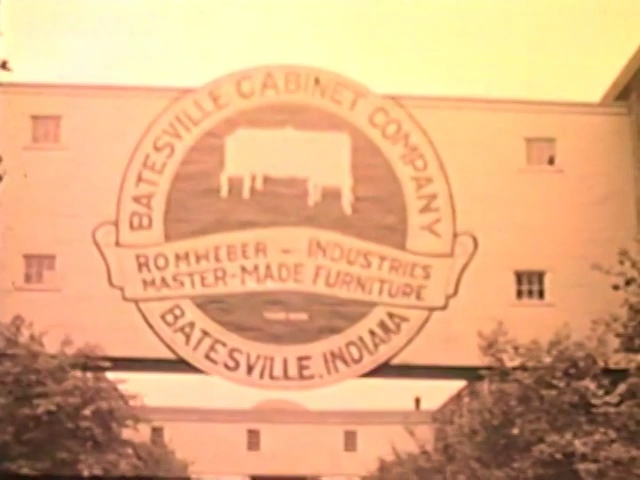 BATESVILLE CABINET COMPANY
ROMWEBER - INDUSTRIES
MASTER-MADE FURNITURE
BATESVILLE, INDIANA